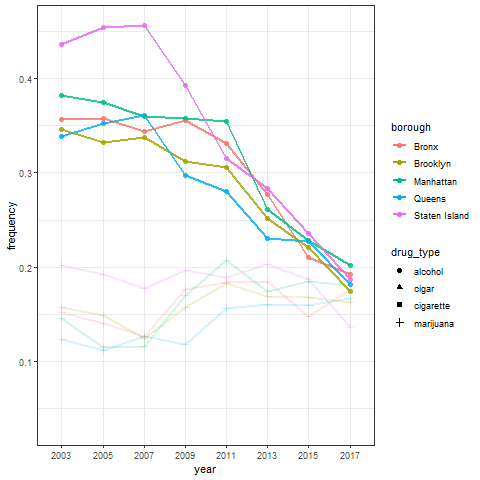 0.4
0.3
0.2
0.1
frequency
2003 2005 2007 2009 2011 2013 2015 2017
year
borough
Bronx
Brooklyn
Manhattan
Queens
Staten Island
drug_type
alcohol
cigar
cigarette
marijuana